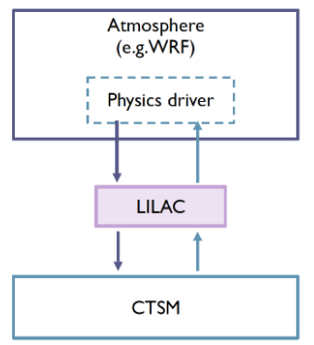 Atmosphere
(e.g.WRF)
Physics driver
LILAC
CTSM